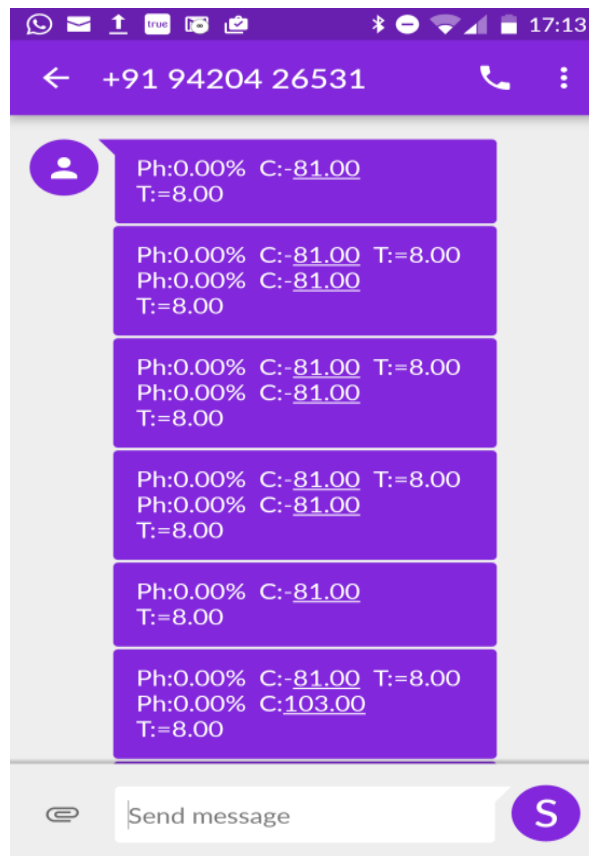 true
17:13
+91 94204 26531
Ph:0.00% C:-81.00
T:=8.00
Ph:0.00% C:-81.00 T:=8.00
Ph:0.00% C:-81.00
T:=8.00
Ph:0.00% C:-81.00 T:=8.00
Ph:0.00% C:-81.00
T:=8.00
Ph:0.00% C:-81.00 T:=8.00
Ph:0.00% C:-81.00
T:=8.00
Ph:0.00% C:-81.00
T:=8.00
Ph:0.00% C:-81.00 T:=8.00
Ph:0.00% C:103.00
T:=8.00
Send message
S